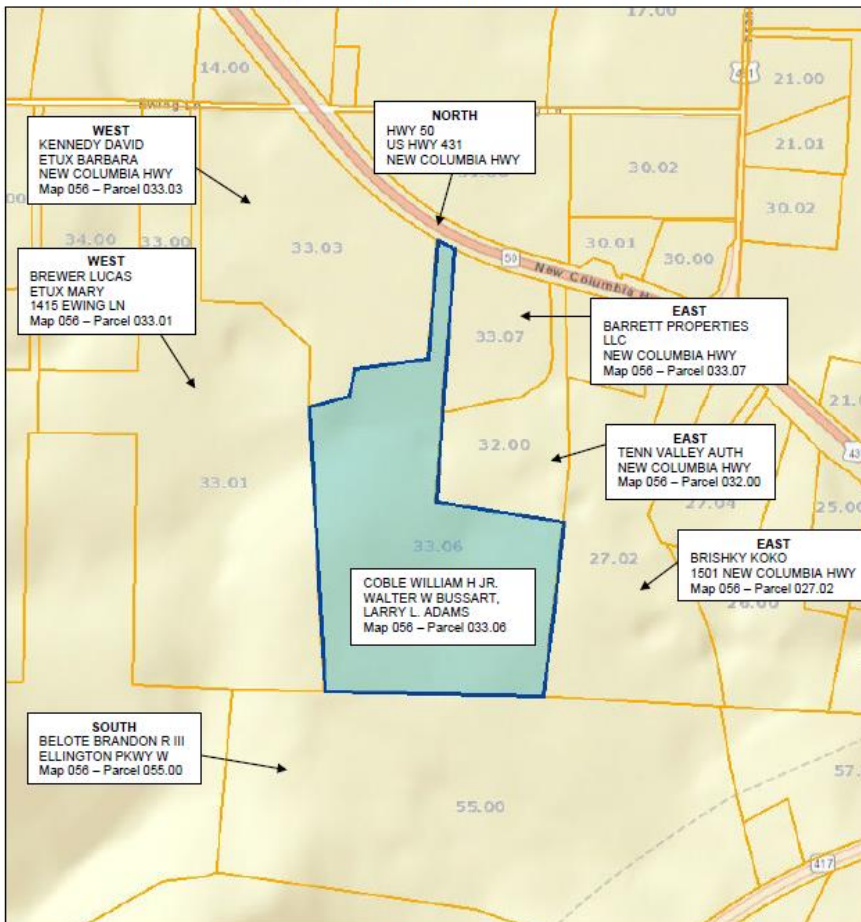 17.00
14.00
Ewing Ln
431
21.00
21.01
30.02
30.02
NORTH
HWY 50
US HWY 431
NEW COLUMBIA HWY
WEST
KENNEDY DAVID
ETUX BARBARA
NEW COLUMBIA HWY
Map 056 – Parcel 033.03
34.00
33.00
33.03
30.01
30.00
50
New Columbia H
WEST
BREWER LUCAS
ETUX MARY
1415 EWING LN
Map 056 – Parcel 033.01
EAST
BARRETT PROPERTIES
LLC
NEW COLUMBIA HWY
Map 056 – Parcel 033.07
33.07
21.0
43
EAST
TENN VALLEY AUTH
NEW COLUMBIA HWY
Map 056 – Parcel 032.00
32.00
33.01
27.04
25.00
33.06
27.02
26.00
EAST
BRISHKY KOKO
1501 NEW COLUMBIA HWY
Map 056 – Parcel 027.02
COBLE WILLIAM H JR.
WALTER W BUSSART,
LARRY L. ADAMS
Map 056 – Parcel 033.06
SOUTH
BELOTE BRANDON R III
ELLINGTON PKWY W
Map 056 – Parcel 055.00
55.00
57.
417